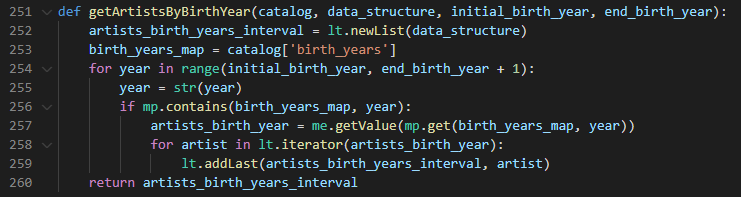 251 def getArtistsByBirthYear(catalog, data_structure, initial_birth_year, end_birth_year):
252     artists_birth_years_interval = lt.newList(data_structure)
253     birth_years_map = catalog['birth_years']
254     for year in range(initial_birth_year, end_birth_year + 1):
255         year = str(year)
256         if mp.contains(birth_years_map, year):
257             artists_birth_year = me.getValue(mp.get(birth_years_map, year))
258             for artist in lt.iterator(artists_birth_year):
259                 lt.addLast(artists_birth_years_interval, artist)
260     return artists_birth_years_interval